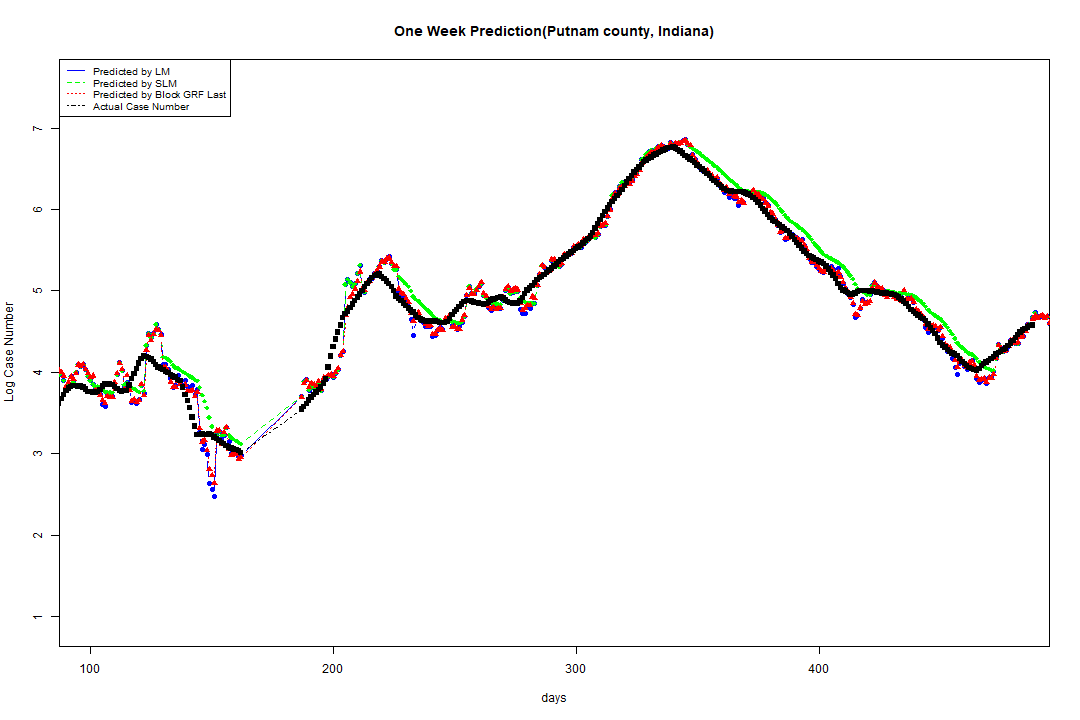 One Week Prediction(Putnam county, Indiana)
Predicted by LM
Predicted by SLM
Predicted by Block GRF Last
Actual Case Number
Log Case Number
7
6
5
4
3
2
1
100 200 300 400
days